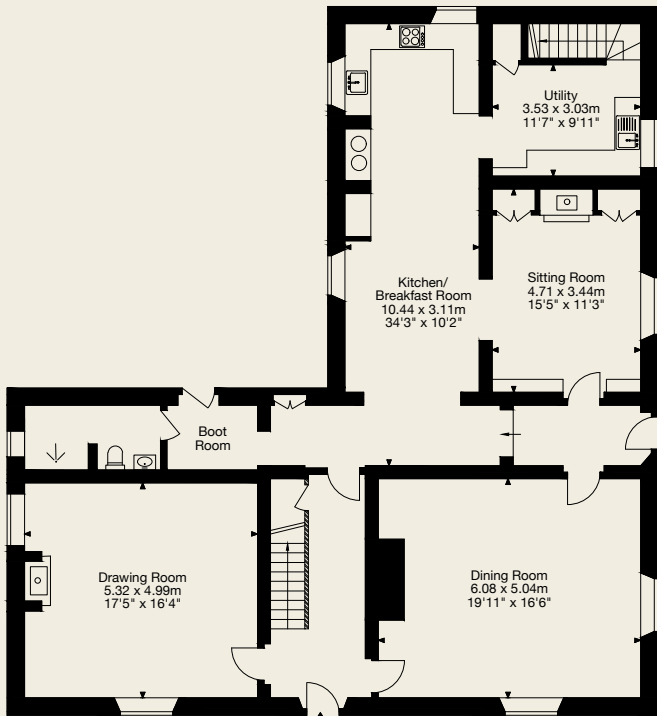 Utility
3.53 x 3.03m
11'7" x 9'11"
Kitchen/
Breakfast Room
10.44 x 3.11m
34'3" x 10'2"
Sitting Room
4.71 x 3.44m
15'5" x 11'3"
Boot
Room
Drawing Room
5.32 x 4.99m
17'5" x 16'4"
Dining Room
6.08 x 5.04m
19'11" x 16'6"